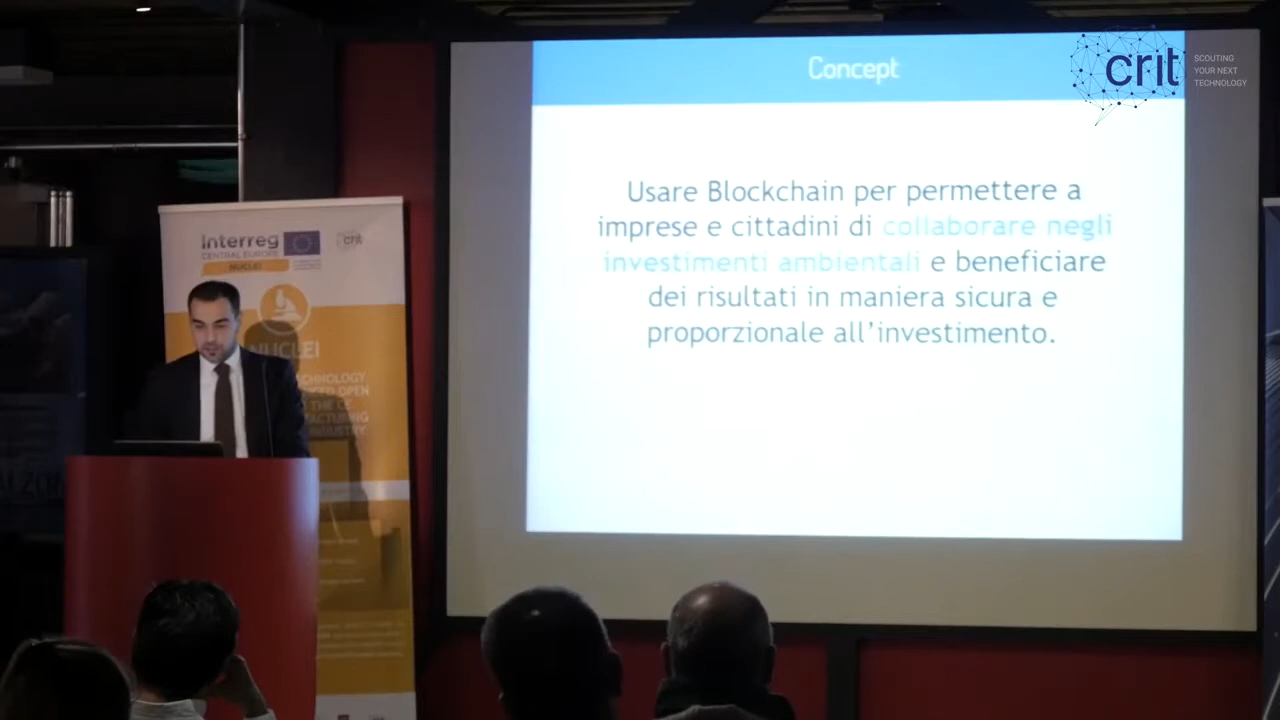 Concept
crit
SCOUTING
YOUR NEXT
TECHNOLOGY
Usare Blockchain per permettere a
imprese e cittadini di collaborare negli
investimenti ambientali e beneficiare
dei risultati in maniera sicura e
proporzionale all'investimento.
Interreg
CENTRAL EUROPE
NUCLEI
crit
NUCLEI